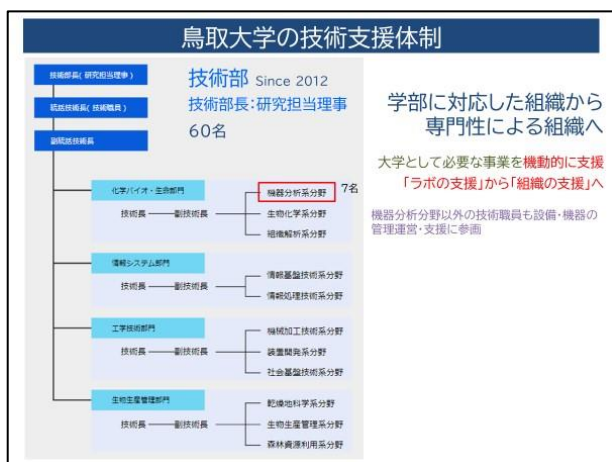 鳥取大学の技術支援体制
技術部長(研究担当理事)
統括技術長(技術職員)
副統括技術長
技術部 Since 2012
技術部長:研究担当理事
60名
化学バイオ・生命部門
技術長 副技術長
機器分析系分野
7名
生物化学系分野
組織解析系分野
情報システム部門
技術長 副技術長
情報基盤技術系分野
情報処理技術系分野
工学技術部門
技術長 副技術長
機械加工技術系分野
装置開発系分野
社会基盤技術系分野
生物生産管理部門
技術長 副技術長
乾燥地科学系分野
生物生産管理系分野
森林資源利用系分野
学部に対応した組織から
専門性による組織へ
大学として必要な事業を機動的に支援
「ラボの支援」から「組織の支援」へ
機器分析分野以外の技術職員も設備・機器の
管理運営・支援に参画